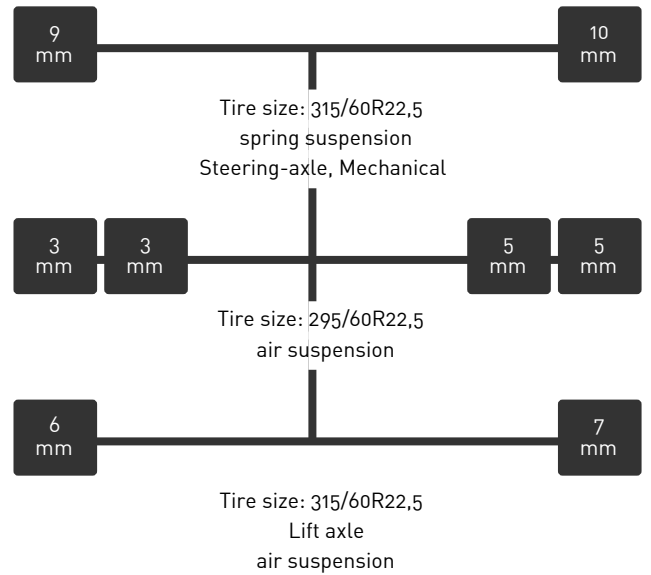 9
mm
10
mm
Tire size: 315/60R22,5
spring suspension
Steering-axle, Mechanical
3
mm
3
mm
5
mm
5
mm
Tire size: 295/60R22,5
air suspension
6
mm
7
mm
Tire size: 315/60R22,5
Lift axle
air suspension